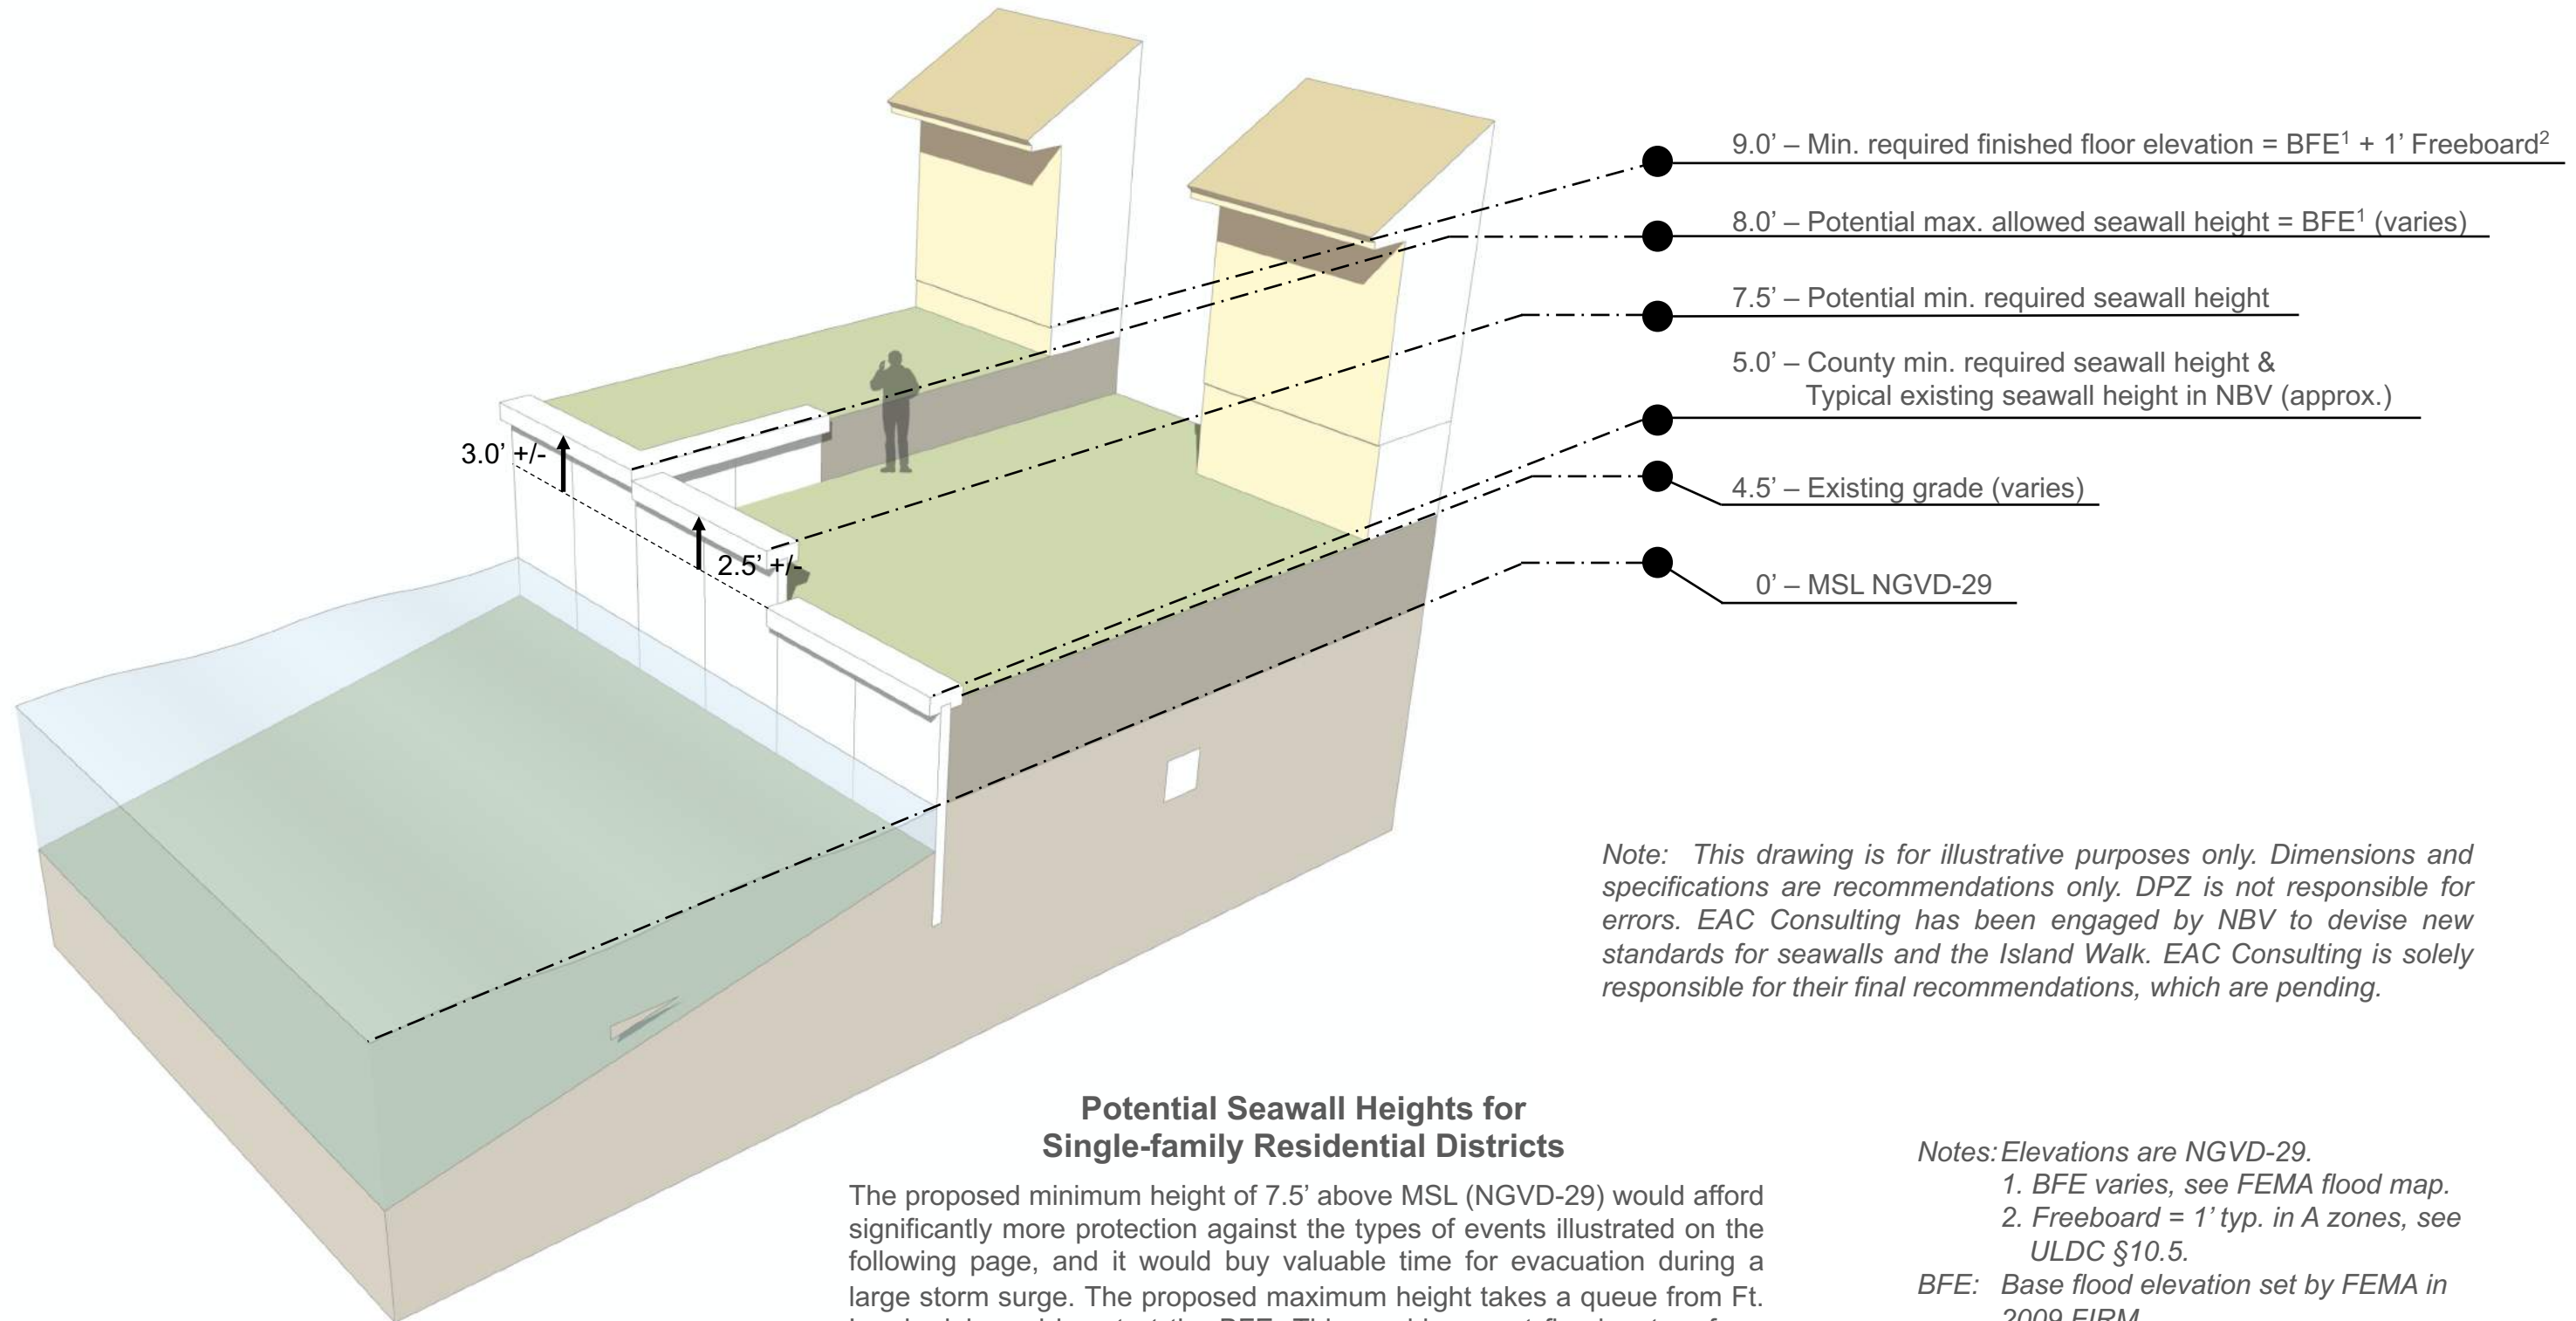 9.0’ – Min. required finished floor elevation = BFE¹ + 1’ Freeboard²
8.0’ – Potential max. allowed seawall height = BFE¹ (varies)
7.5’ – Potential min. required seawall height
5.0’ – County min. required seawall height &
Typical existing seawall height in NBV (approx.)
4.5’ – Existing grade (varies)
0’ – MSL NGVD-29
3.0’ +/-
2.5’ +/-
Note: This drawing is for illustrative purposes only. Dimensions and
specifications are recommendations only. DPZ is not responsible for
errors. EAC Consulting has been engaged by NBV to devise new
standards for seawalls and the Island Walk. EAC Consulting is solely
responsible for their final recommendations, which are pending.
Potential Seawall Heights for
Single-family Residential Districts
The proposed minimum height of 7.5’ above MSL (NGVD-29) would afford
significantly more protection against the types of events illustrated on the
following page, and it would buy valuable time for evacuation during a
large storm surge. The proposed maximum height takes a queue from Ft.
Notes: Elevations are NGVD-29.
1. BFE varies, see FEMA flood map.
2. Freeboard = 1’ typ. in A zones, see
ULDC §10.5.
BFE: Base flood elevation set by FEMA in
2009 FIRM